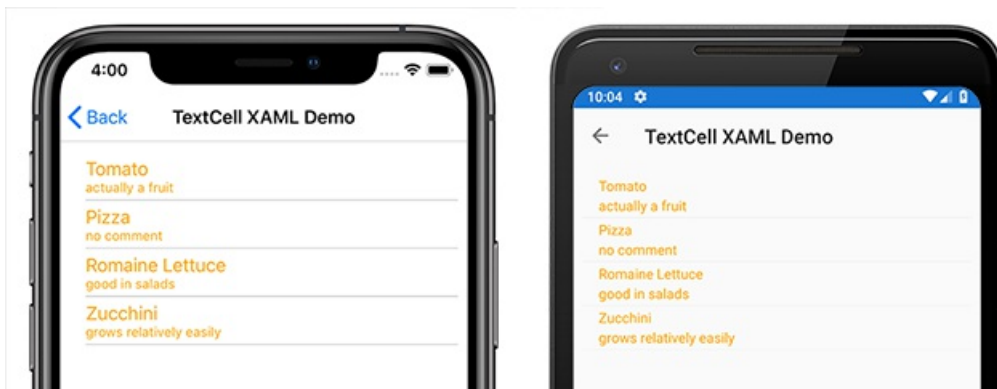 4:00
Back TextCell XAML Demo
Tomato
actually a fruit
Pizza
no comment
Romaine Lettuce
good in salads
Zucchini
grows relatively easily
10:04
TextCell XAML Demo
Tomato
actually a fruit
Pizza
no comment
Romaine Lettuce
good in salads
Zucchini
grows relatively easily